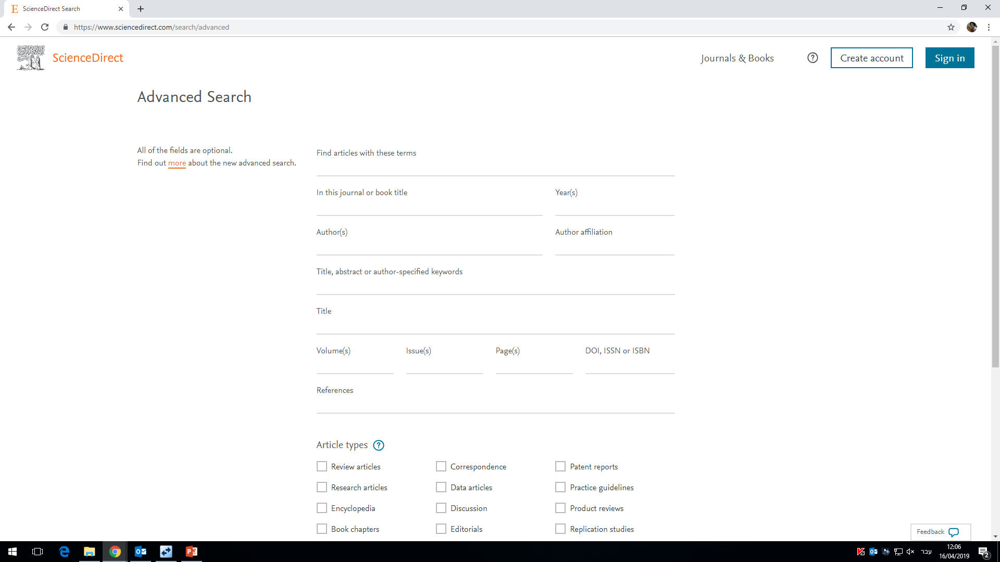 ScienceDirect Search
https://www.sciencedirect.com/search/advanced
ScienceDirect
Journals & Books
Create account
Sign in
Advanced Search
All of the fields are optional.
Find out more about the new advanced search.
Find articles with these terms
In this journal or book title
Year(s)
Author(s)
Author affiliation
Title, abstract or author-specified keywords
Title
Volume(s)
Issue(s)
Page(s)
DOI, ISSN or ISBN
References
Article types
Review articles
Correspondence
Patent reports
Research articles
Data articles
Practice guidelines
Encyclopedia
Discussion
Product reviews
Book chapters
Editorials
Replication studies
Feedback
עבר
12:06
16/04/2019
2